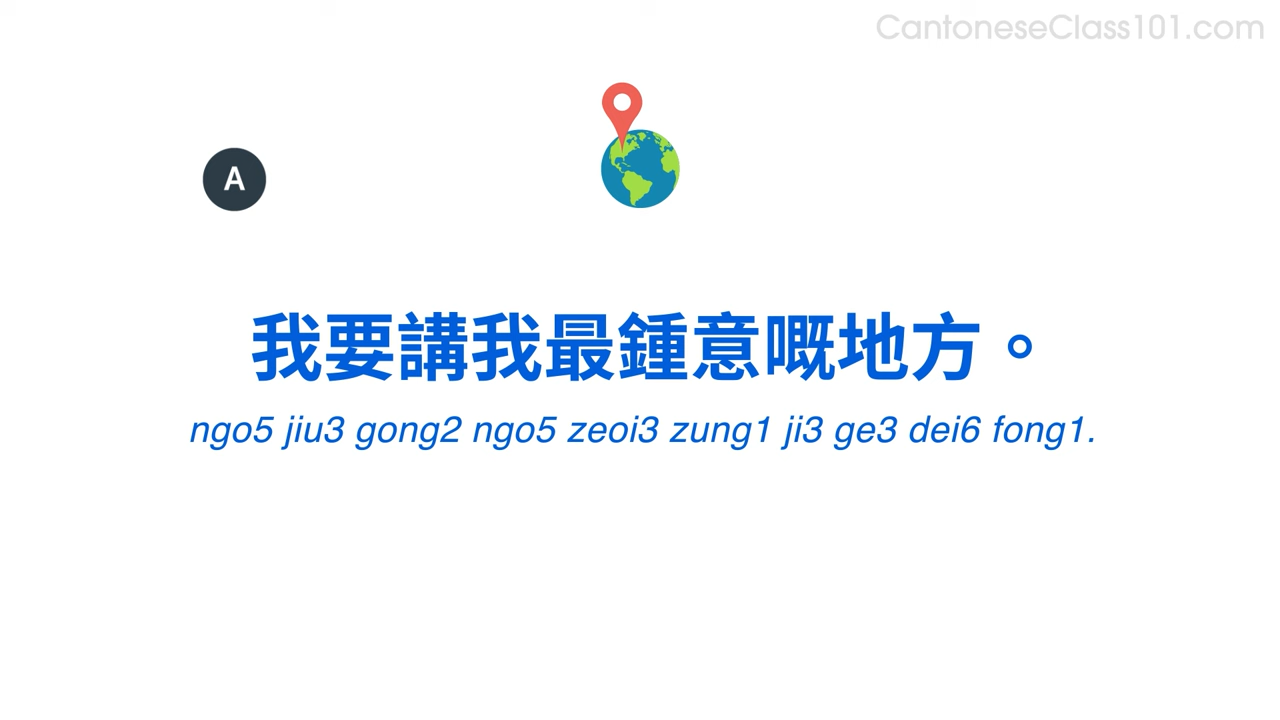 CantoneseClass101.com
A
我要講我最鍾意嘅地方。
ngo5 jiu3 gong2 ngo5 zeoi3 zung1 ji3 ge3 dei6 fong1.